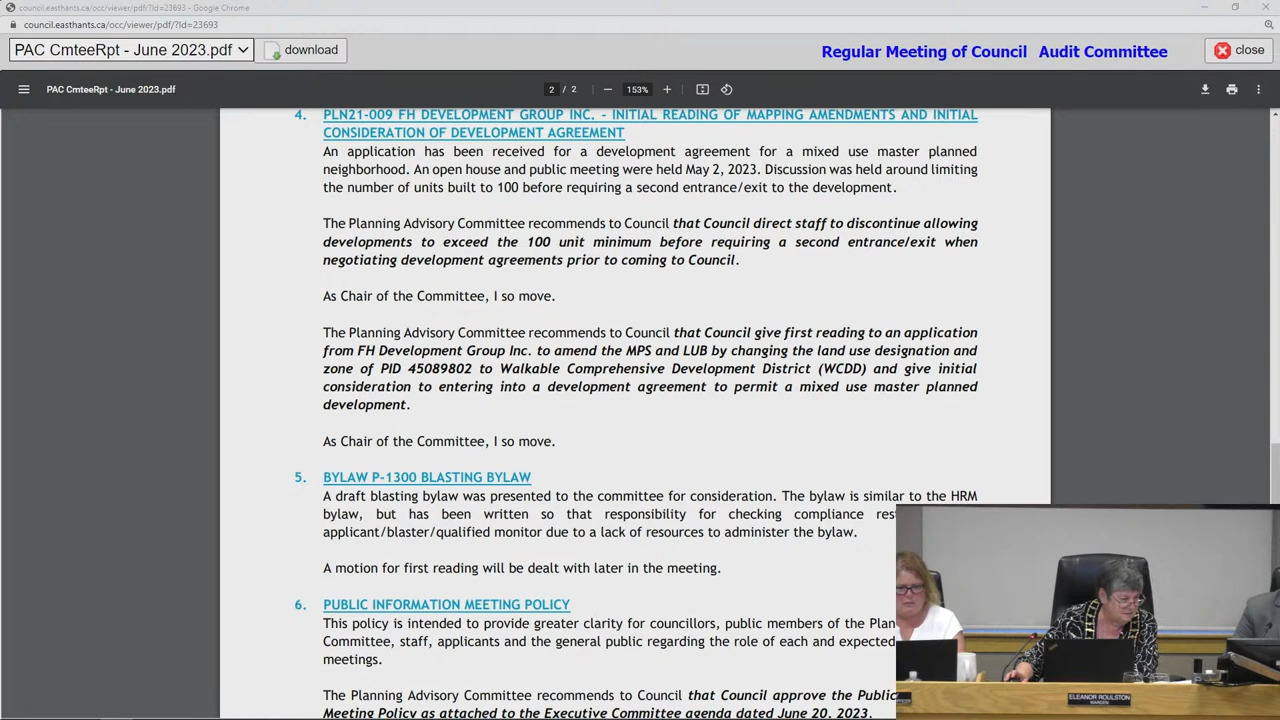 council.easthants.ca/occ/viewer/pdf/?Id=23693 - Google Chrome
council.easthants.ca/occ/viewer/pdf/?Id=23693
PAC CmteeRpt - June 2023.pdf
download
Regular Meeting of Council Audit Committee
close
PAC CmteeRpt - June 2023.pdf
2 / 2
153%
4. PLN21-009 FH DEVELOPMENT GROUP INC. – INITIAL READING OF MAPPING AMENDMENTS AND INITIAL
CONSIDERATION OF DEVELOPMENT AGREEMENT
An application has been received for a development agreement for a mixed use master planned
neighborhood. An open house and public meeting were held May 2, 2023. Discussion was held around limiting
the number of units built to 100 before requiring a second entrance/exit to the development.
The Planning Advisory Committee recommends to Council that Council direct staff to discontinue allowing
developments to exceed the 100 unit minimum before requiring a second entrance/exit when
negotiating development agreements prior to coming to Council.
As Chair of the Committee, I so move.
The Planning Advisory Committee recommends to Council that Council give first reading to an application
from FH Development Group Inc. to amend the MPS and LUB by changing the land use designation and
zone of PID 45089802 to Walkable Comprehensive Development District (WCDD) and give initial
consideration to entering into a development agreement to permit a mixed use master planned
development.
As Chair of the Committee, I so move.
5. BYLAW P-1300 BLASTING BYLAW
A draft blasting bylaw was presented to the committee for consideration. The bylaw is similar to the HRM
bylaw, but has been written so that responsibility for checking compliance res
applicant/blaster/qualified monitor due to a lack of resources to administer the bylaw.
A motion for first reading will be dealt with later in the meeting.
6. PUBLIC INFORMATION MEETING POLICY
This policy is intended to provide greater clarity for councillors, public members of the Plan
Committee, staff, applicants and the general public regarding the role of each and expected
meetings.
The Planning Advisory Committee recommends to Council that Council approve the Public
Meeting Policy as attached to the Executive Committee agenda dated June 20, 2023.
ELEANOR ROULSTON
WARDEN